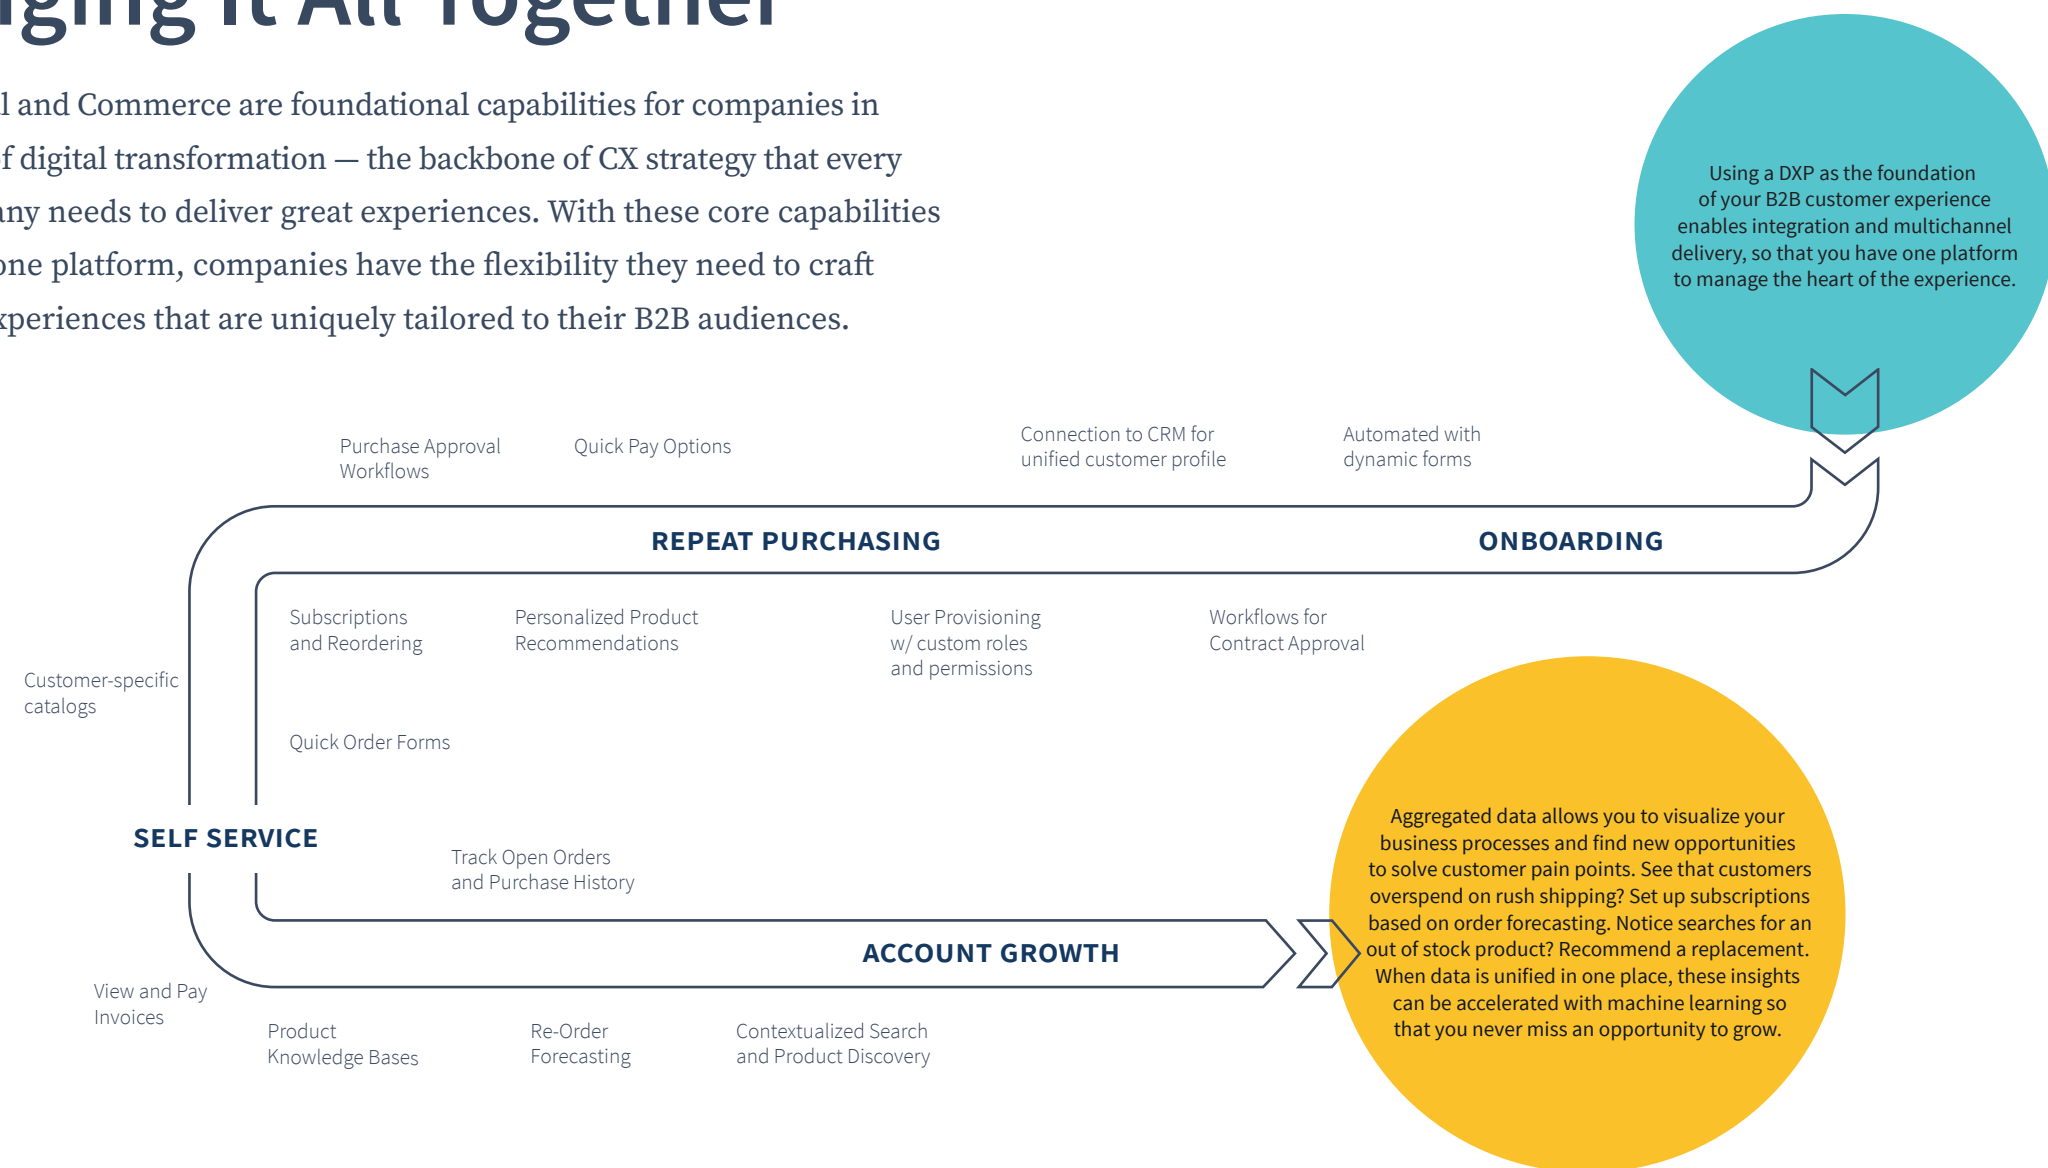 It All Together
and Commerce are foundational capabilities for companies in
of digital transformation — the backbone of CX strategy that every
needs to deliver great experiences. With these core capabilities
one platform, companies have the flexibility they need to craft
experiences that are uniquely tailored to their B2B audiences.
Using a DXP as the foundation
of your B2B customer experience
enables integration and multichannel
delivery, so that you have one platform
to manage the heart of the experience.
Purchase Approval
Workflows
Quick Pay Options
Connection to CRM for
unified customer profile
Automated with
dynamic forms
REPEAT PURCHASING
ONBOARDING
Subscriptions
and Reordering
Personalized Product
Recommendations
User Provisioning
w/ custom roles
and permissions
Workflows for
Contract Approval
Customer-specific
catalogs
Quick Order Forms
SELF SERVICE
Track Open Orders
and Purchase History
ACCOUNT GROWTH
Aggregated data allows you to visualize your
business processes and find new opportunities
to solve customer pain points. See that customers
overspend on rush shipping? Set up subscriptions
based on order forecasting. Notice searches for an
out of stock product? Recommend a replacement.
When data is unified in one place, these insights
can be accelerated with machine learning so
that you never miss an opportunity to grow.
View and Pay
Invoices
Product
Knowledge Bases
Re-Order
Forecasting
Contextualized Search
and Product Discovery